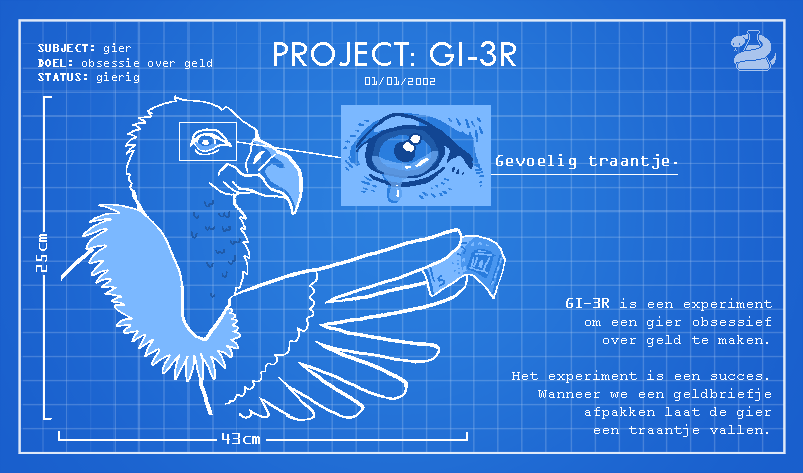 SUBJECT: gier
DOEL: obsessie over geld
STATUS: gierig
PROJECT: GI-3R
01/01/2002
Gevoelig traantje.
25cm
5
GI-3R is een experiment
om een gier obsessief
over geld te maken.
Het experiment is een succes.
Wanneer we een geldbriefje
afpakken laat de gier
een traantje vallen.
43cm